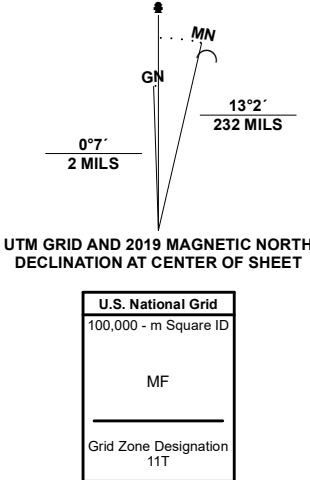 MN
GN
13°2´
232 MILS
0°7´
2 MILS
UTM GRID AND 2019 MAGNETIC NORTH
DECLINATION AT CENTER OF SHEET
U.S. National Grid
100,000 - m Square ID
MF
Grid Zone Designation
11T